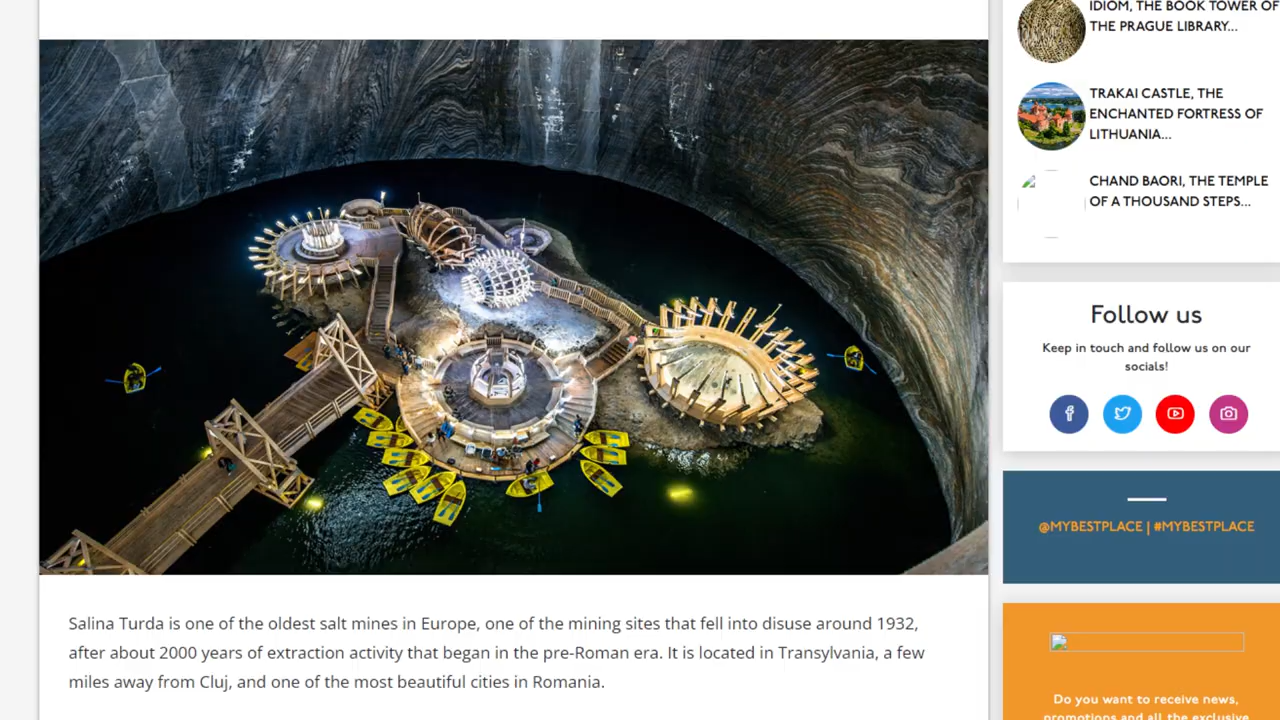 IDIOM, THE BOOK TOWER OF
THE PRAGUE LIBRARY...
TRAKAI CASTLE, THE
ENCHANTED FORTRESS OF
LITHUANIA...
CHAND BAORI, THE TEMPLE
OF A THOUSAND STEPS...
Follow us
Keep in touch and follow us on our
socials!
@MYBESTPLACE | #MYBESTPLACE
Do you want to receive news,
promotions and all the exclusive
Salina Turda is one of the oldest salt mines in Europe, one of the mining sites that fell into disuse around 1932,
after about 2000 years of extraction activity that began in the pre-Roman era. It is located in Transylvania, a few
miles away from Cluj, and one of the most beautiful cities in Romania.